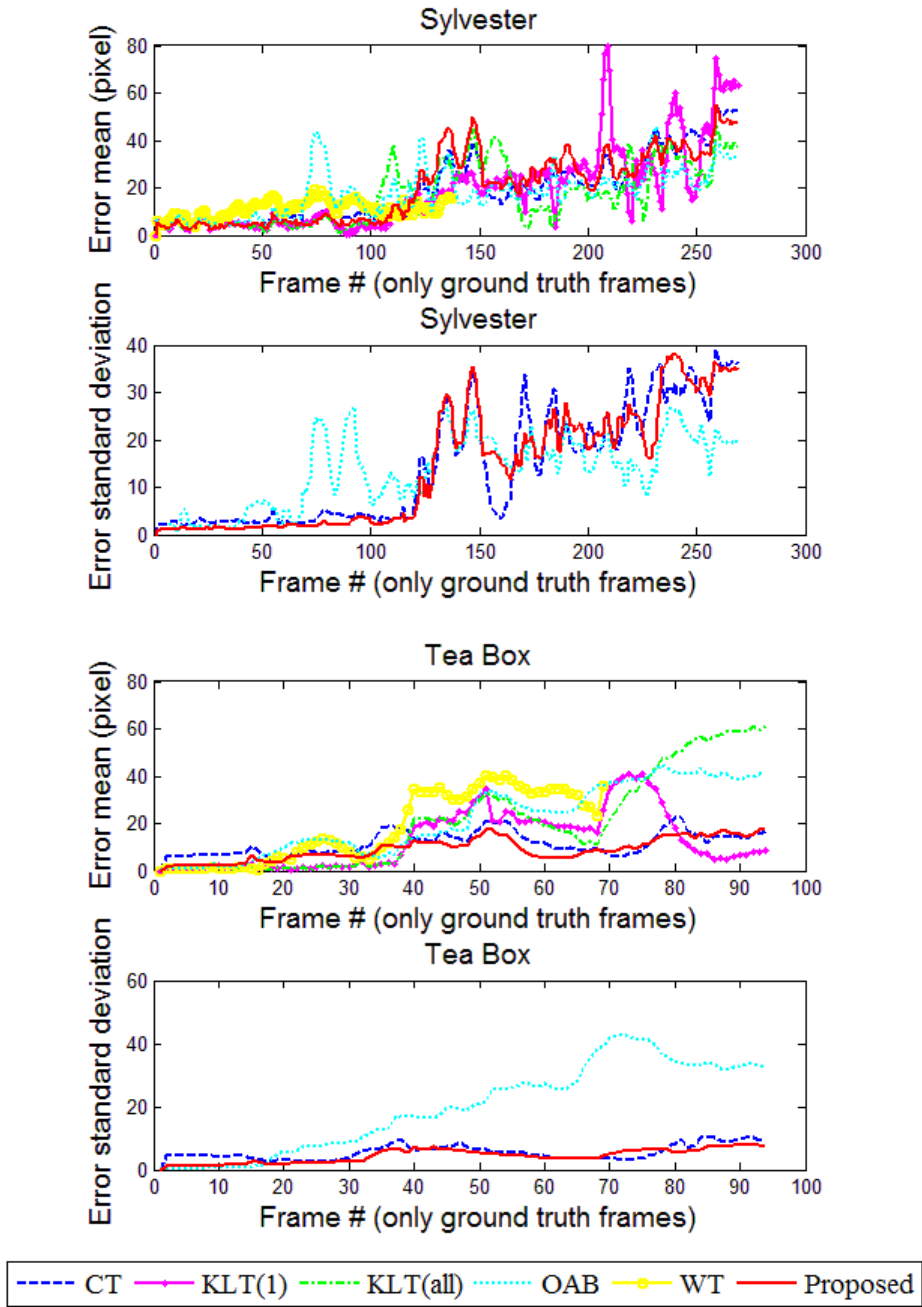 Sylvester
Error mean (pixel)
80
60
40
20
0
0 50 100 150 200 250 300
Frame # (only ground truth frames)
Sylvester
Error standard deviation
40
30
20
10
0
0 50 100 150 200 250 300
Frame # (only ground truth frames)
Tea Box
Error mean (pixel)
80
60
40
20
0
0 10 20 30 40 50 60 70 80 90 100
Frame # (only ground truth frames)
Tea Box
Error standard deviation
60
40
20
0
0 10 20 30 40 50 60 70 80 90 100
Frame # (only ground truth frames)
CT KLT(1) KLT(all) OAB WT Proposed